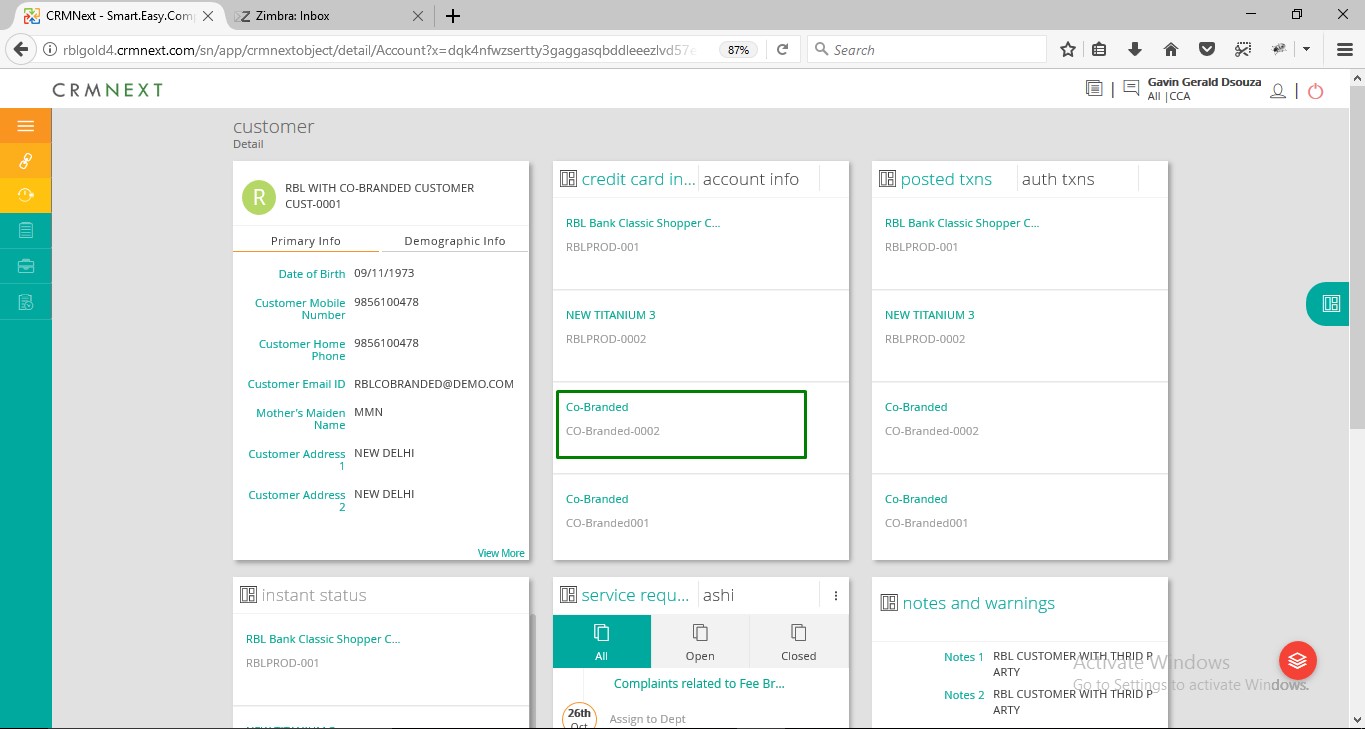 CRMNext - Smart.Easy.Com
Zimbra: Inbox
rblgold4.crmnext.com/sn/app/crmnextobject/detail/Account?x=dqk4nfwzsertty3gaggasqbddleeezlvd57e
87%
Search
CRMNEXT
Gavin Gerald Dsouza
All |CCA
customer
Detail
R
RBL WITH CO-BRANDED CUSTOMER
CUST-0001
Primary Info
Demographic Info
Date of Birth 09/11/1973
Customer Mobile 9856100478
Number
Customer Home 9856100478
Phone
Customer Email ID RBLCOBRANDED@DEMO.COM
Mother's Maiden MMN
Name
Customer Address NEW DELHI
1
Customer Address NEW DELHI
2
View More
credit card in... account info
RBL Bank Classic Shopper C...
RBLPROD-001
NEW TITANIUM 3
RBLPROD-0002
Co-Branded
CO-Branded-0002
Co-Branded
CO-Branded001
posted txns auth txns
RBL Bank Classic Shopper C...
RBLPROD-001
NEW TITANIUM 3
RBLPROD-0002
Co-Branded
CO-Branded-0002
Co-Branded
CO-Branded001
instant status
RBL Bank Classic Shopper C...
RBLPROD-001
service requ... ashi
All
Open
Closed
Complaints related to Fee Br...
26th
Oct
Assign to Dept
notes and warnings
Notes 1 RBL CUSTOMER WITH THRID P
ARTY
Notes 2 RBL CUSTOMER WITH THRID P
ARTY
Activate Windows
Go to Settings to activate Windows.